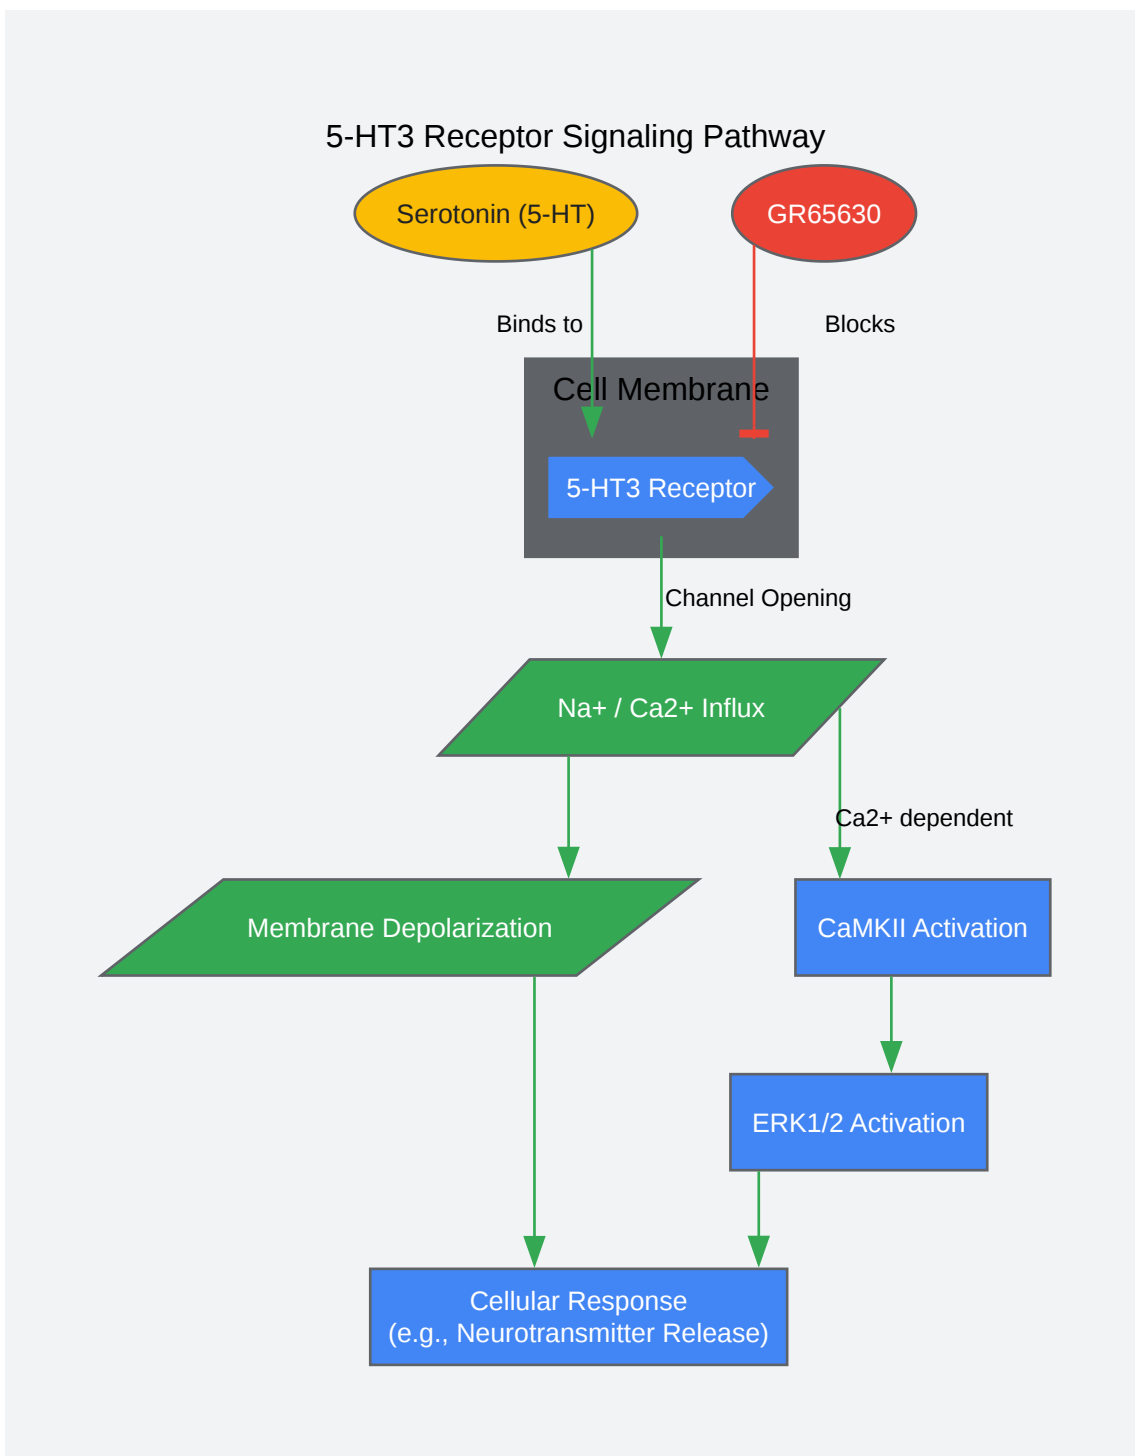 5-HT3 Receptor Signaling Pathway
Serotonin (5-HT)
GR65630
Binds to
Blocks
Cell Membrane
5-HT3 Receptor
Channel Opening
Na+ / Ca2+ Influx
Ca2+ dependent
Membrane Depolarization
CaMKII Activation
ERK1/2 Activation
Cellular Response
(e.g., Neurotransmitter Release)